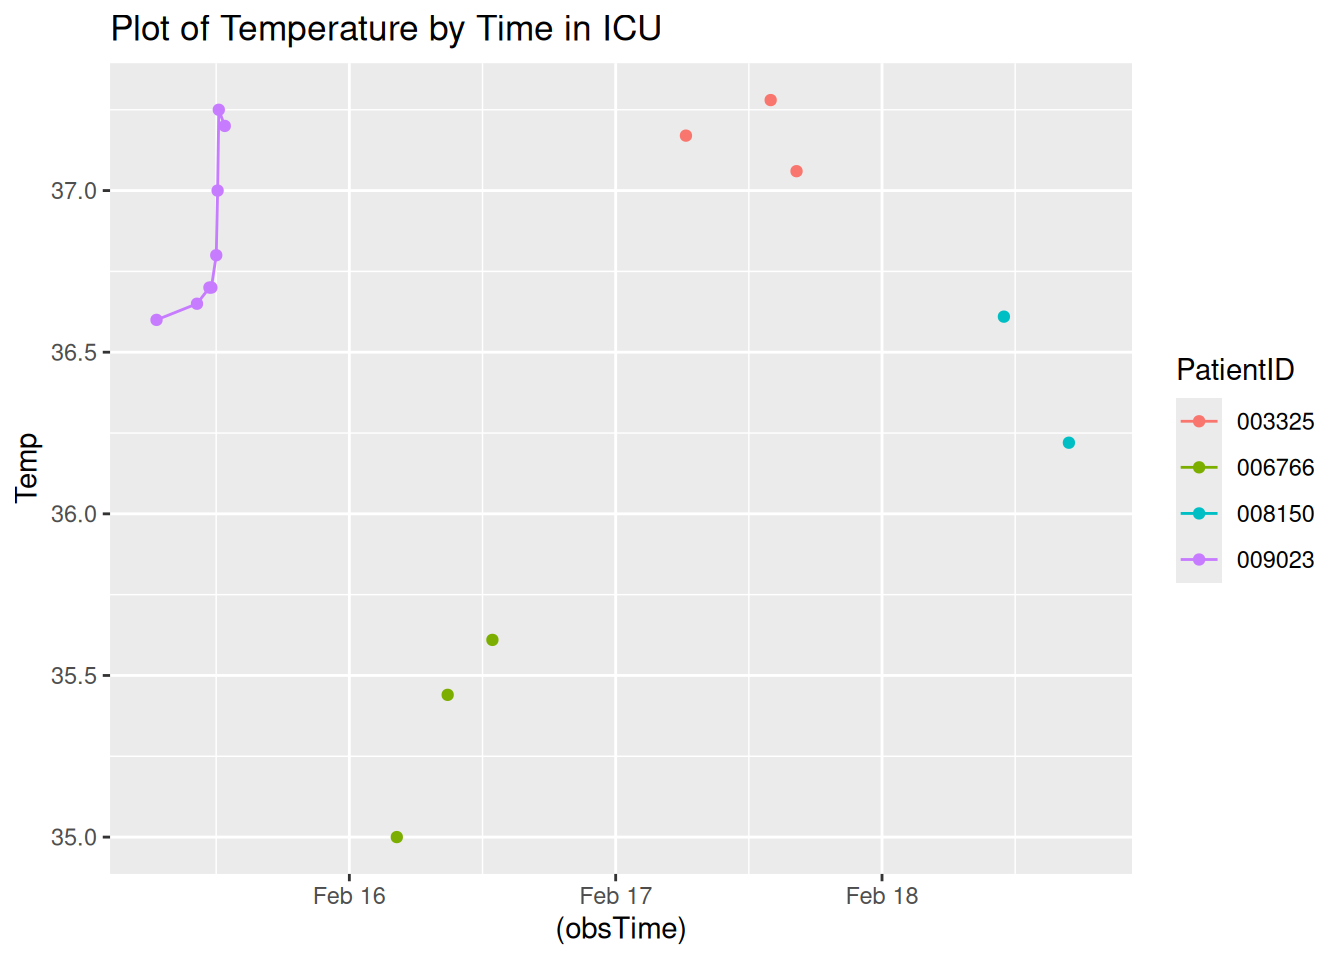 Plot of Temperature by Time in ICU
37.0
36.5
36.0
35.5
35.0
Temp
Feb 16 Feb 17 Feb 18
(obsTime)
PatientID
003325
006766
008150
009023